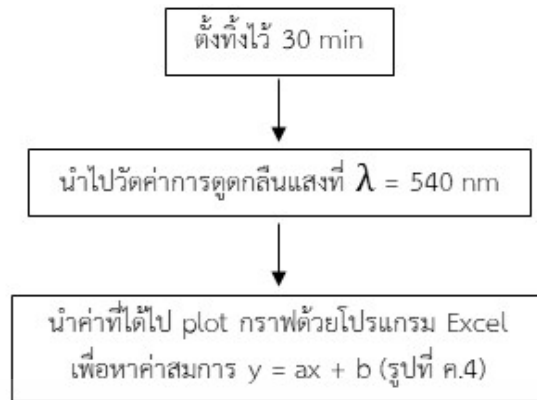 ตั้งทิ้งไว้ 30 min
นำไปวัดค่าการดูดกลืนแสงที่ λ = 540 nm
นำค่าที่ได้ไป plot กราฟด้วยโปรแกรม Excel
เพื่อหาค่าสมการ y = ax + b (รูปที่ ค.4)